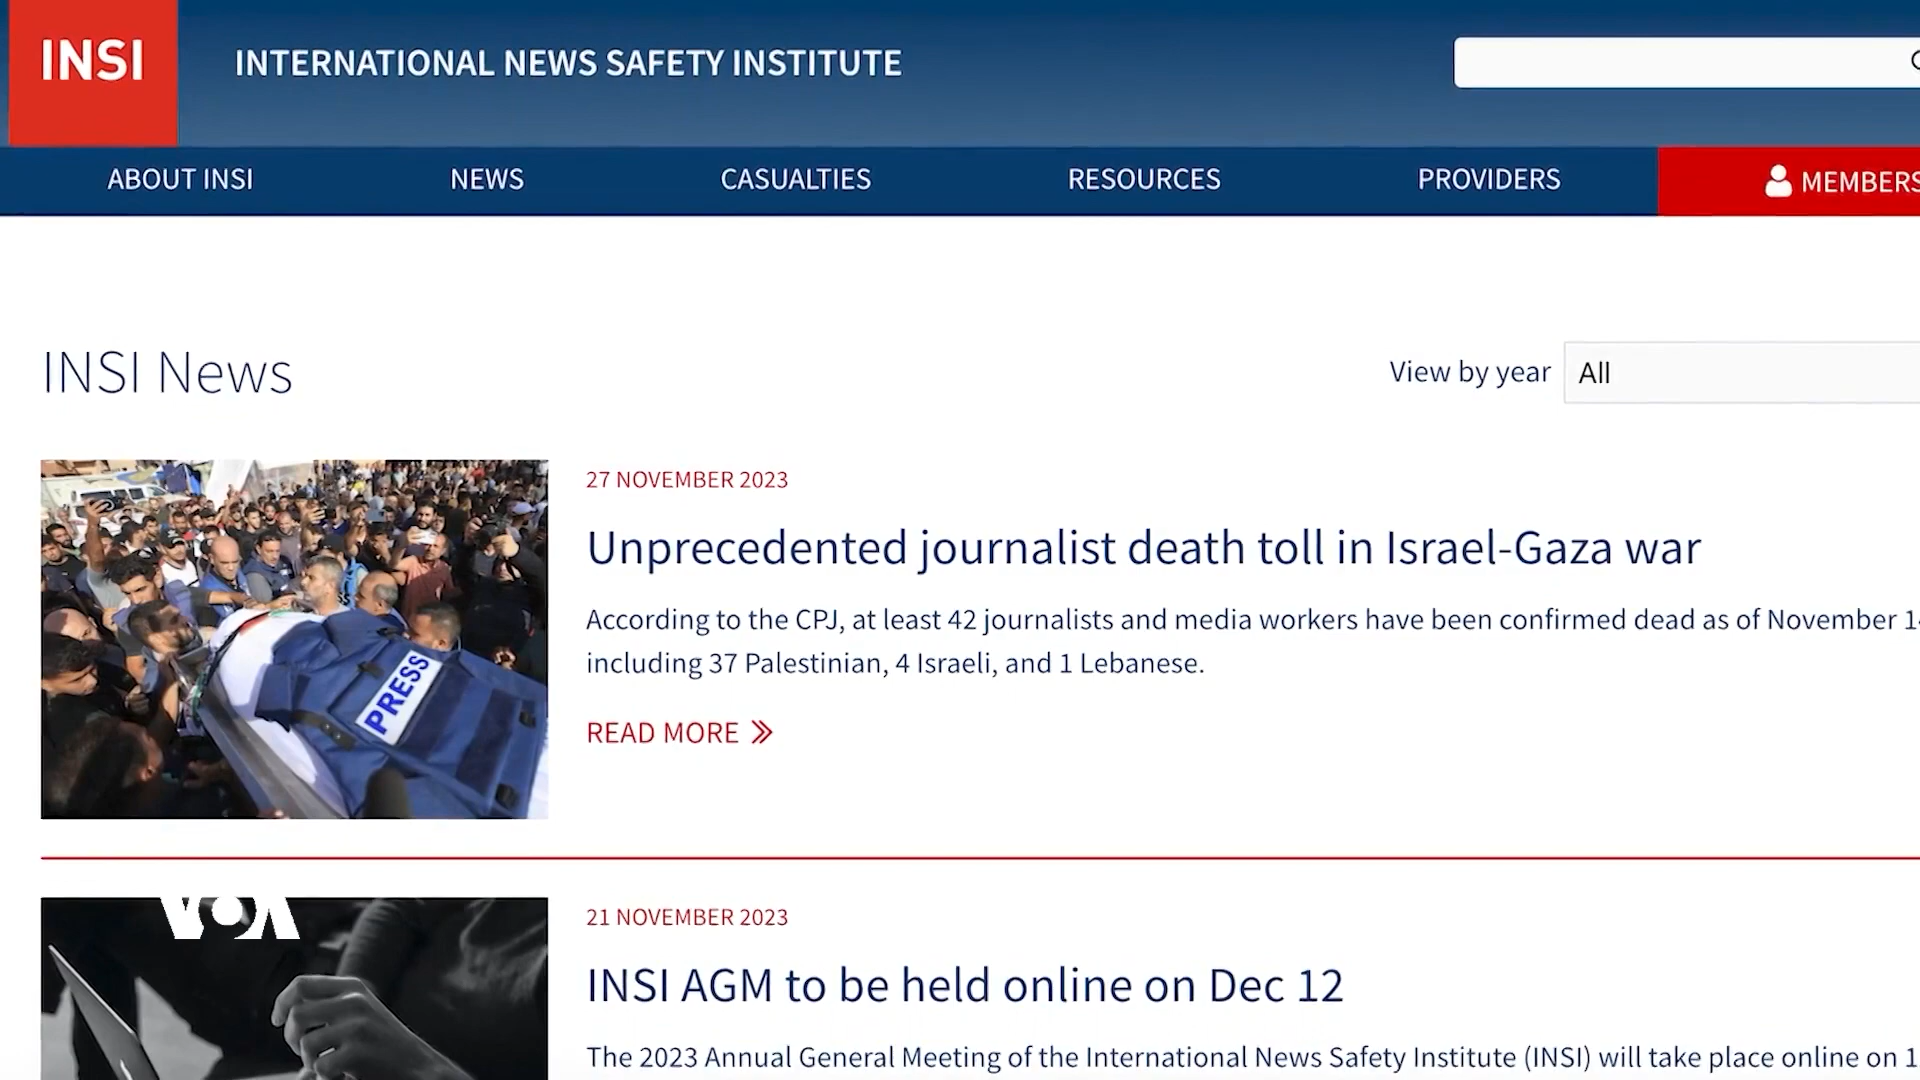 INSI
INTERNATIONAL NEWS SAFETY INSTITUTE
ABOUT INSI
NEWS
CASUALTIES
RESOURCES
PROVIDERS
MEMBERS
INSI News
View by year
All
PRESS
27 NOVEMBER 2023
Unprecedented journalist death toll in Israel-Gaza war
According to the CPJ, at least 42 journalists and media workers have been confirmed dead as of November
including 37 Palestinian, 4 Israeli, and 1 Lebanese.
READ MORE
VOA
21 NOVEMBER 2023
INSI AGM to be held online on Dec 12
The 2023 Annual General Meeting of the International News Safety Institute (INSI) will take place online on